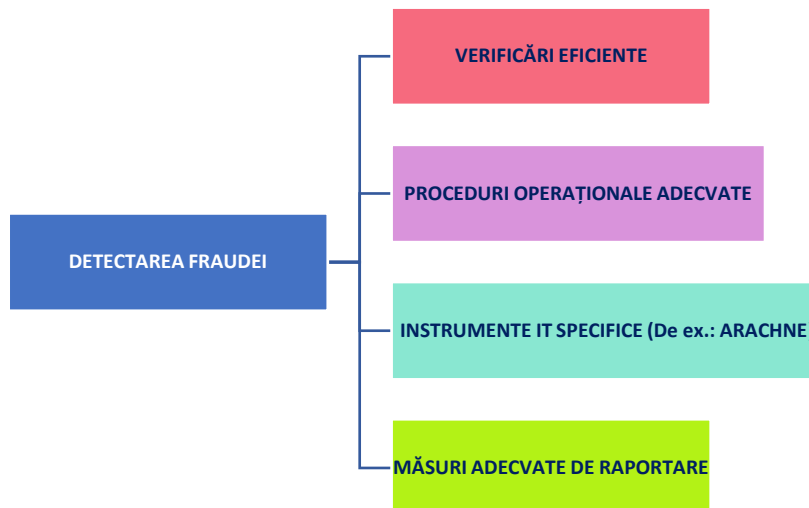 VERIFICĂRI EFICIENTE
PROCEDURI OPERAȚIONALE ADECVATE
DETECTAREA FRAUDEI
INSTRUMENTE IT SPECIFICE (De ex.: ARACHNE
MĂSURI ADECVATE DE RAPORTARE